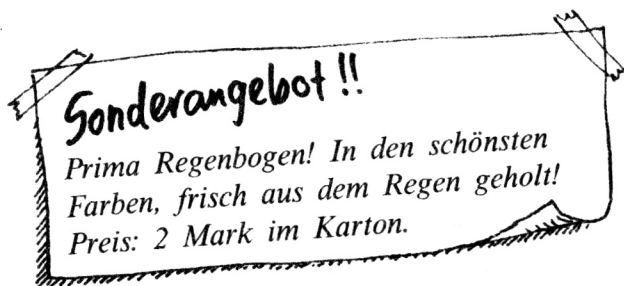 Sonderangebot!!
Prima Regenbogen! In den schönsten
Farben, frisch aus dem Regen geholt!
Preis: 2 Mark im Karton.